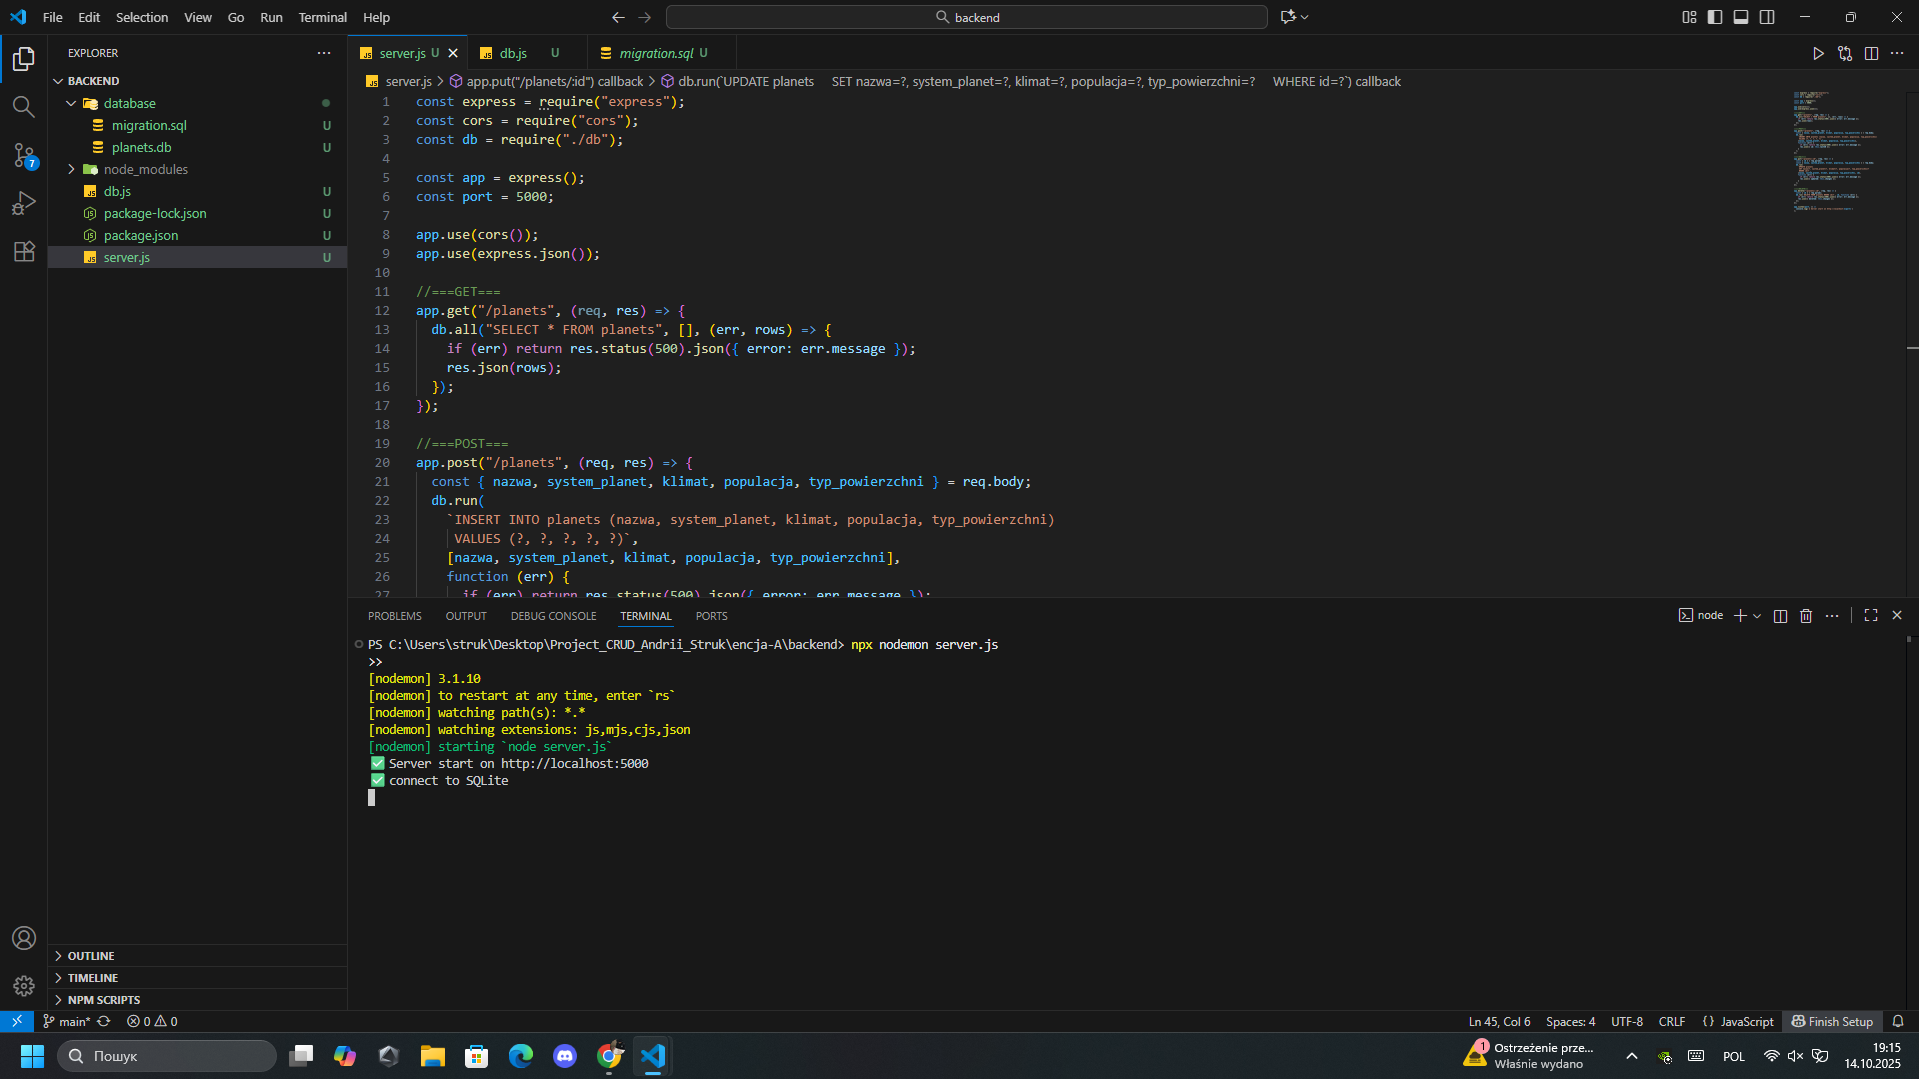 File Edit Selection View Go Run Terminal Help
backend
EXPLORER
BACKEND
database
migration.sql U
planets.db U
node_modules
db.js U
package-lock.json U
package.json U
server.js U
OUTLINE
TIMELINE
NPM SCRIPTS
7
server.js U
db.js U
migration.sql U
server.js > app.put("/planets/:id") callback > db.run(`UPDATE planets SET nazwa=?, system_planet=?, klimat=?, populacja=?, typ_powierzchni=? WHERE id=?`) callback
1 const express = require("express");
2 const cors = require("cors");
3 const db = require("./db");
4
5 const app = express();
6 const port = 5000;
7
8 app.use(cors());
9 app.use(express.json());
10
11 //===GET===
12 app.get("/planets", (req, res) => {
13 db.all("SELECT * FROM planets", [], (err, rows) => {
14 if (err) return res.status(500).json({ error: err.message });
15 res.json(rows);
16 });
17 });
18
19 //===POST===
20 app.post("/planets", (req, res) => {
21 const { nazwa, system_planet, klimat, populacja, typ_powierzchni } = req.body;
22 db.run(
23 `INSERT INTO planets (nazwa, system_planet, klimat, populacja, typ_powierzchni)
24 VALUES (?, ?, ?, ?, ?)`,
25 [nazwa, system_planet, klimat, populacja, typ_powierzchni],
26 function (err) {
27 if (err) return res.status(500).json({ error: err.message });
PROBLEMS OUTPUT DEBUG CONSOLE TERMINAL PORTS
node
PS C:\Users\struk\Desktop\Project_CRUD_Andrii_Struk\encja-A\backend> npx nodemon server.js
>>
[nodemon] 3.1.10
[nodemon] to restart at any time, enter `rs`
[nodemon] watching path(s): *.*
[nodemon] watching extensions: js,mjs,cjs,json
[nodemon] starting `node server.js`
✅ Server start on http://localhost:5000
✅ connect to SQLite
main* 0 0
Ln 45, Col 6 Spaces: 4 UTF-8 CRLF {} JavaScript Finish Setup
Пошук
1
Ostrzeżenie prze...
Właśnie wydano
POL
19:15
14.10.2025